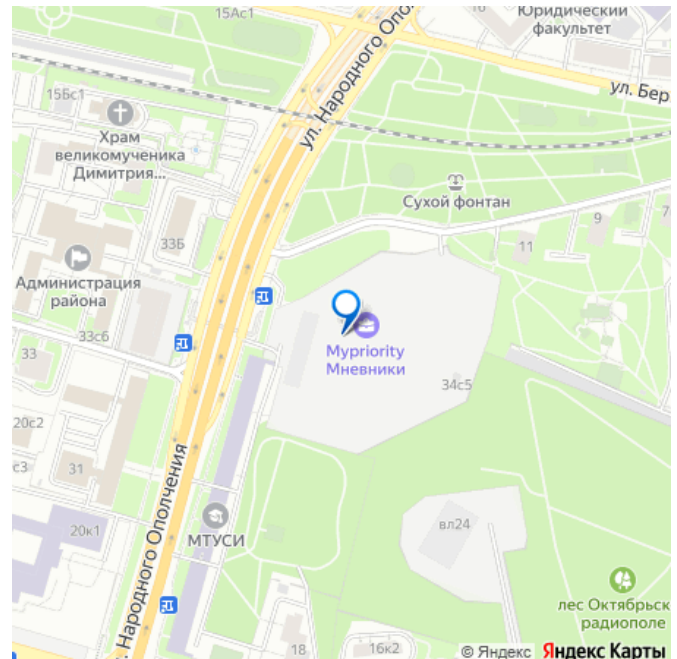 15Ас1
16
Юридический
факультет
ул. Народного Опол
ул. Бер
15Бс1
Храм
великомученика
Димитрия...
Сухой фонтан
9
7
11
33Б
Администрация
района
Mypriority
Мневники
33с6
33
34с5
20с2
с3
31
ул. Народного Ополчения
вл24
20к1
МТУСИ
лес Октябрьск
радиополе
18
16к2
© Яндекс Яндекс Карты